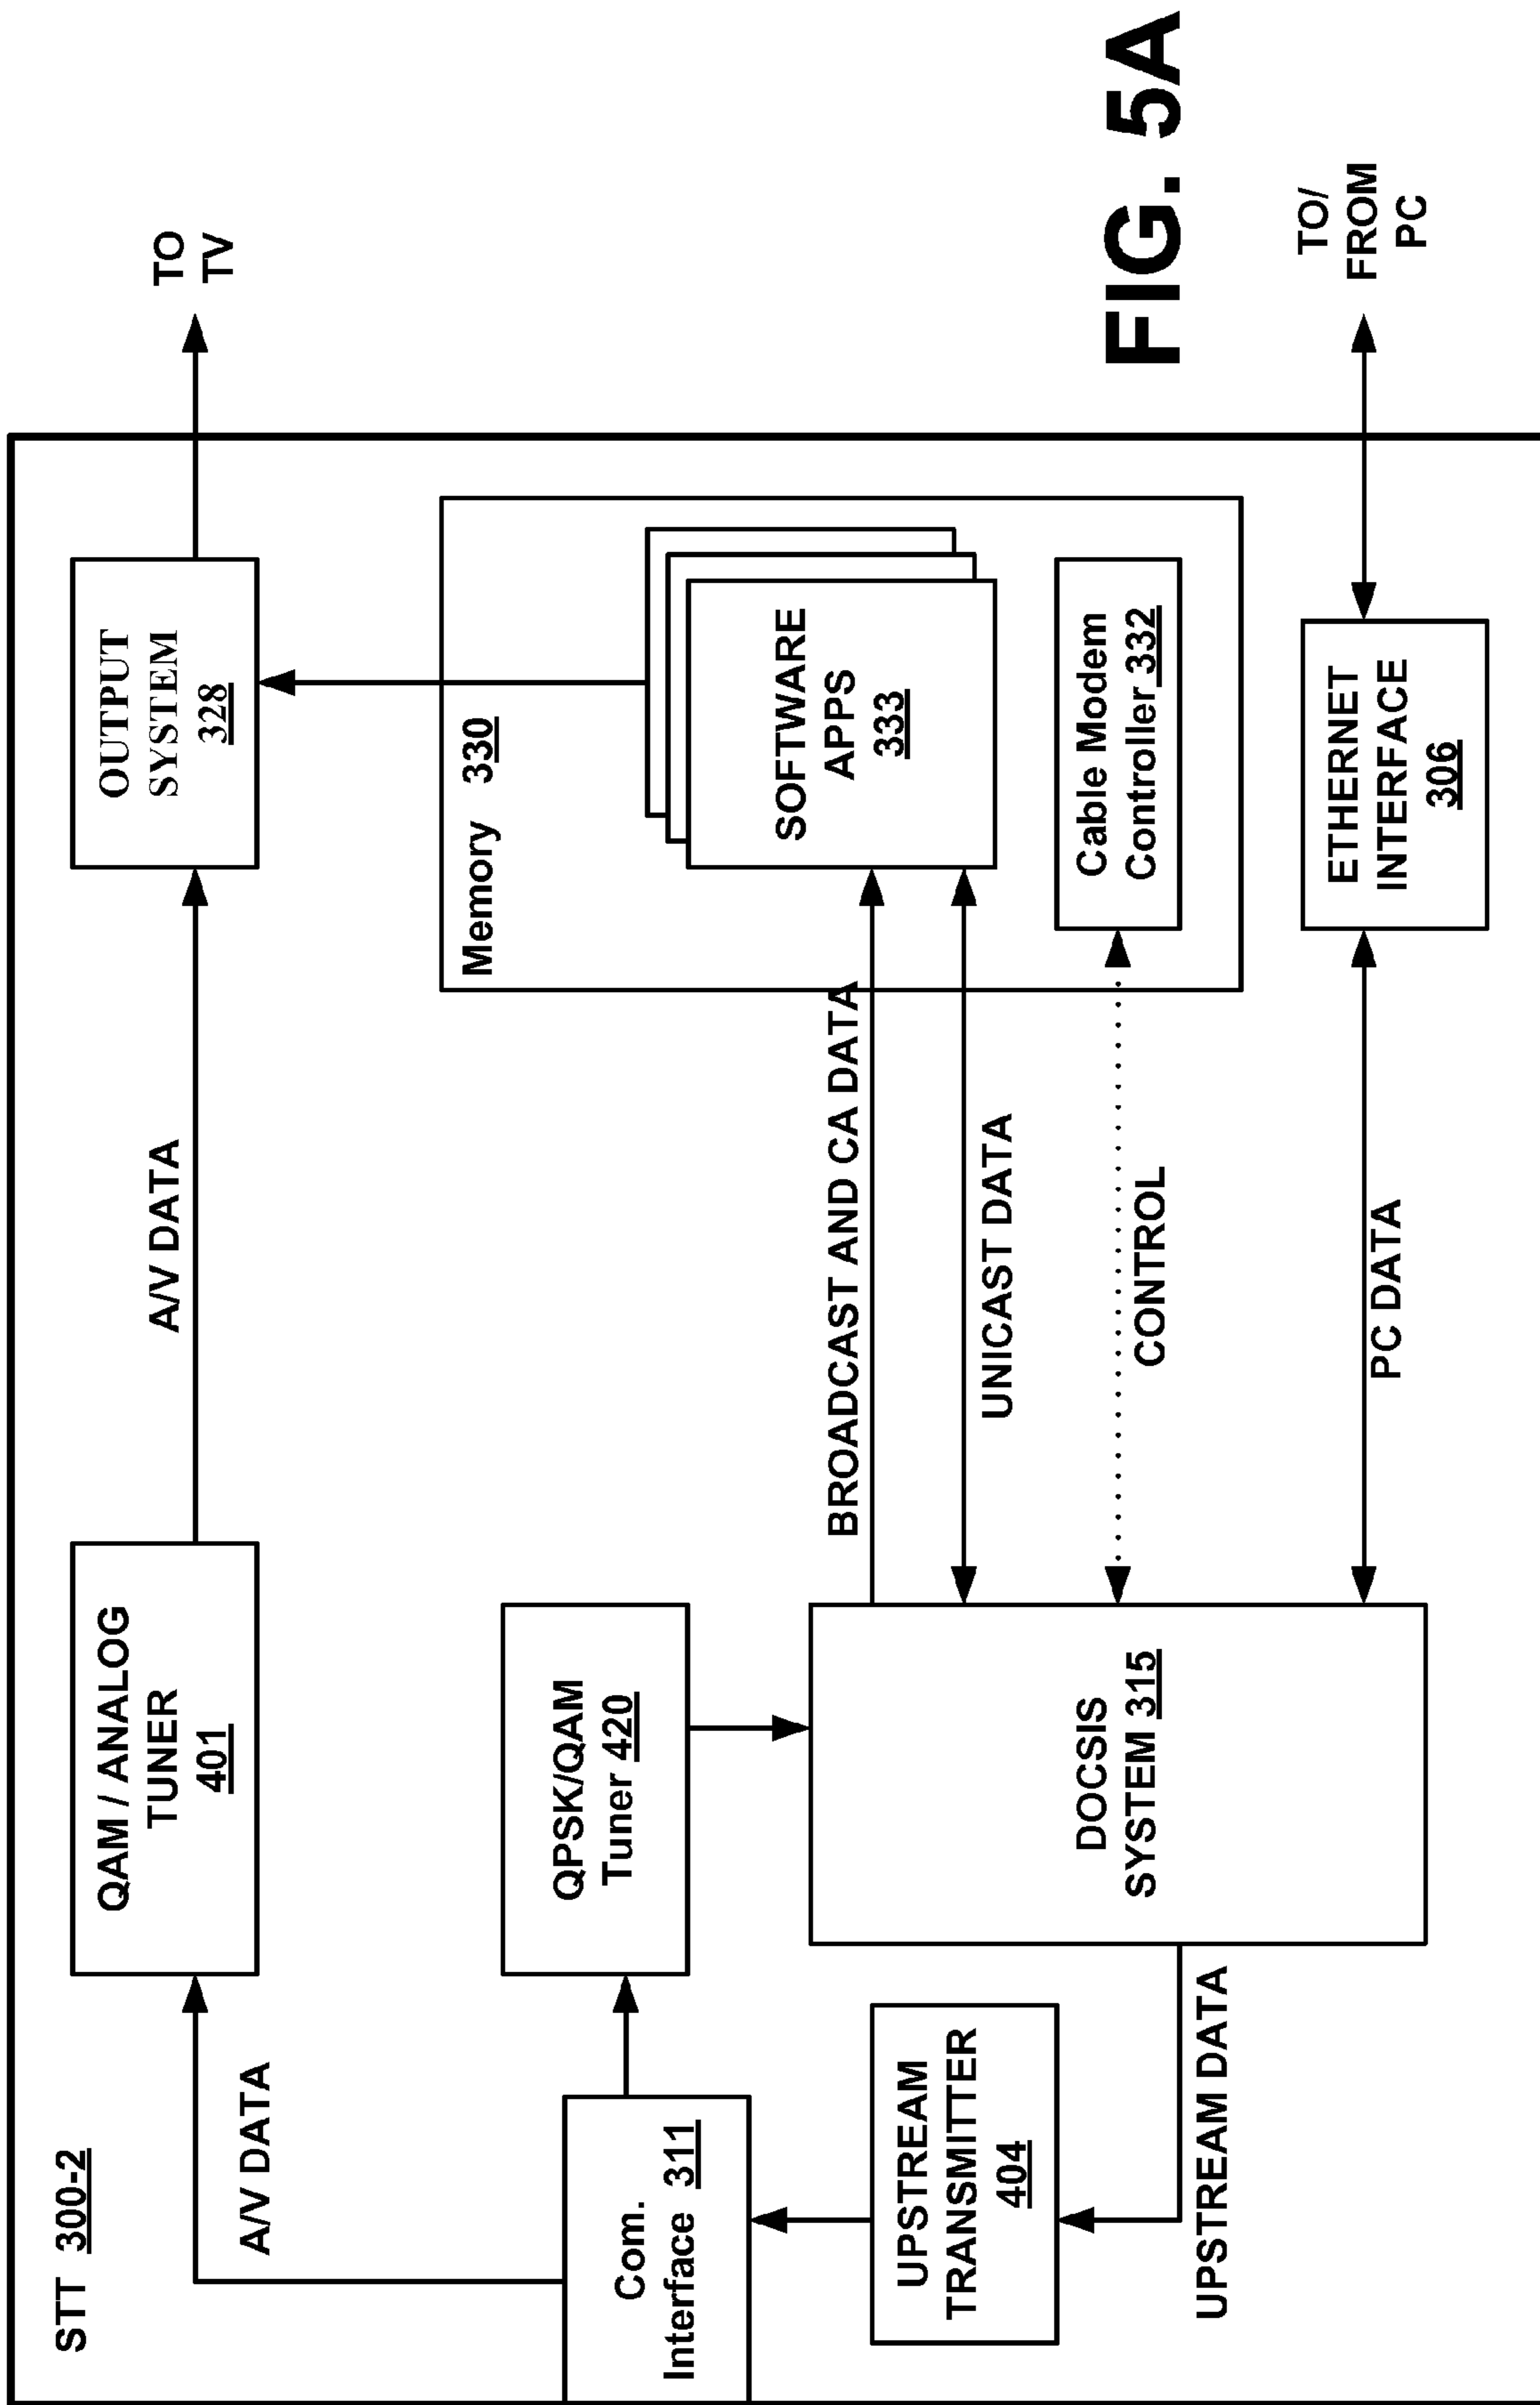 STT 300-2
A/V DATA
QAM / ANALOG
TUNER
401
A/V DATA
OUTPUT
SYSTEM
328
TO
TV
Com.
Interface 311
QPSK/QAM
Tuner 420
Memory 330
SOFTWARE
APPS
333
BROADCAST AND CA DATA
UNICAST DATA
UPSTREAM
TRANSMITTER
404
DOCSIS
SYSTEM 315
CONTROL
Cable Modem
Controller 332
UPSTREAM DATA
PC DATA
ETHERNET
INTERFACE
306
TO/
FROM
PC
FIG. 5A